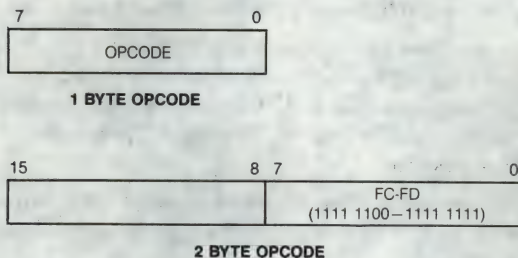 7 0
OPCODE
1 BYTE OPCODE
15 8 7 0
FC-FD
(1111 1100—1111 1111)
2 BYTE OPCODE